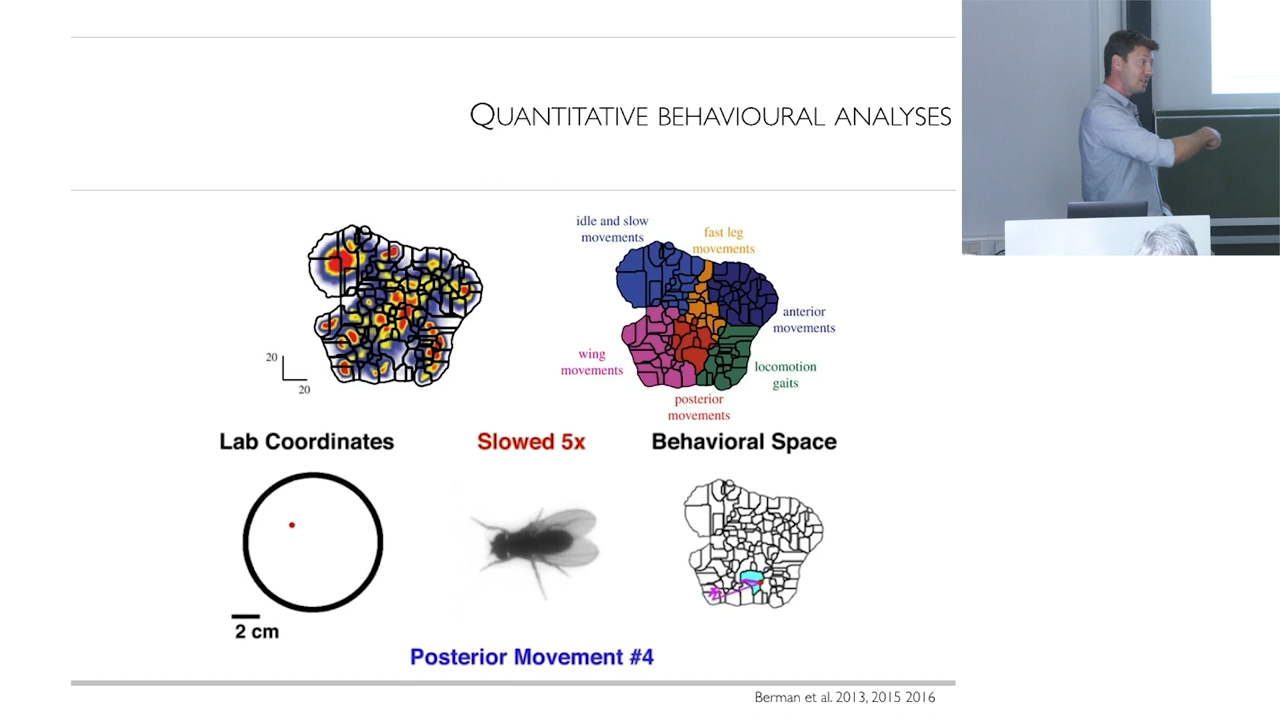 QUANTITATIVE BEHAVIOURAL ANALYSES
idle and slow
movements
fast leg
movements
anterior
movements
wing
movements
locomotion
gaits
posterior
movements
20
20
Lab Coordinates
Slowed 5x
Behavioral Space
2 cm
Posterior Movement #4
Berman et al. 2013, 2015 2016